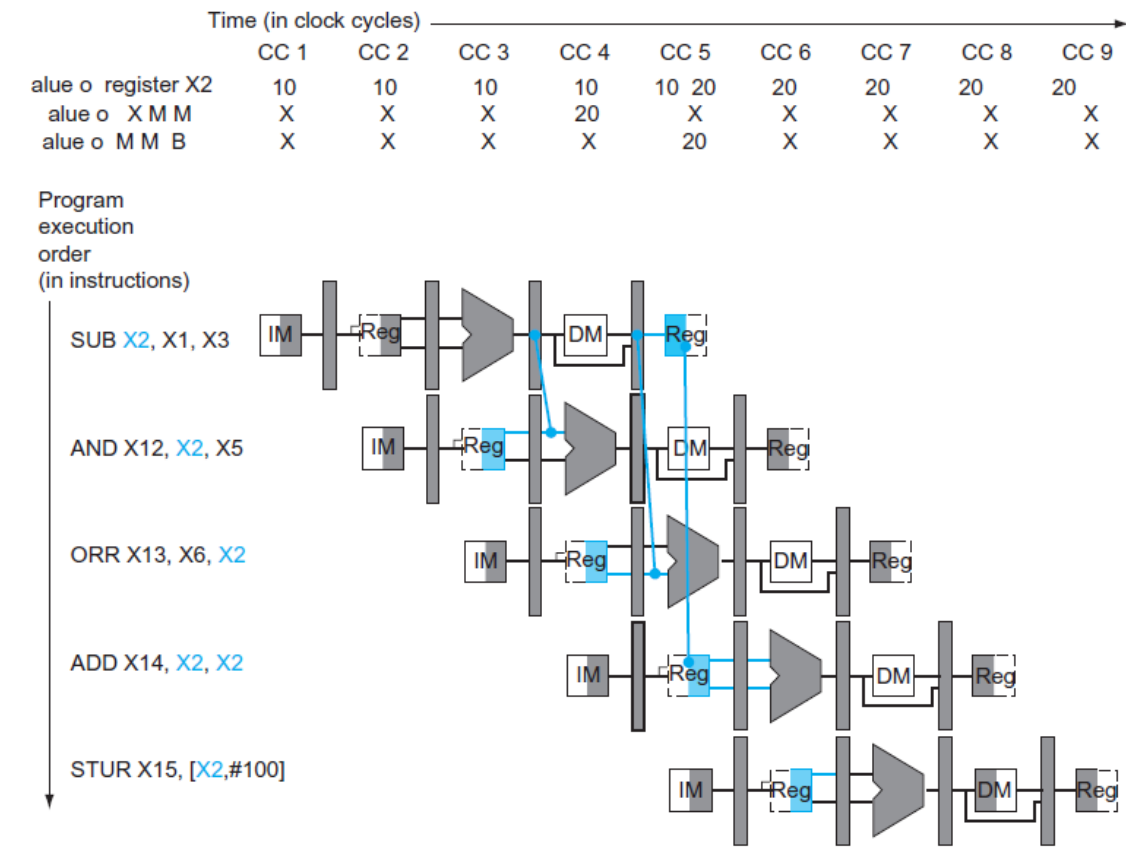 Time (in clock cycles)
CC 1 CC 2 CC 3 CC 4 CC 5 CC 6 CC 7 CC 8 CC 9
alue o register X2 10 10 10 10 10 20 20 20 20 20
alue o X M M X X X 20 X X X X X
alue o M M B X X X X 20 X X X X
Program
execution
order
(in instructions)
SUB X2, X1, X3 IM Reg DM Reg
AND X12, X2, X5 IM Reg DM Reg
ORR X13, X6, X2 IM Reg DM Reg
ADD X14, X2, X2 IM Reg DM Reg
STUR X15, [X2,#100] IM Reg DM Reg